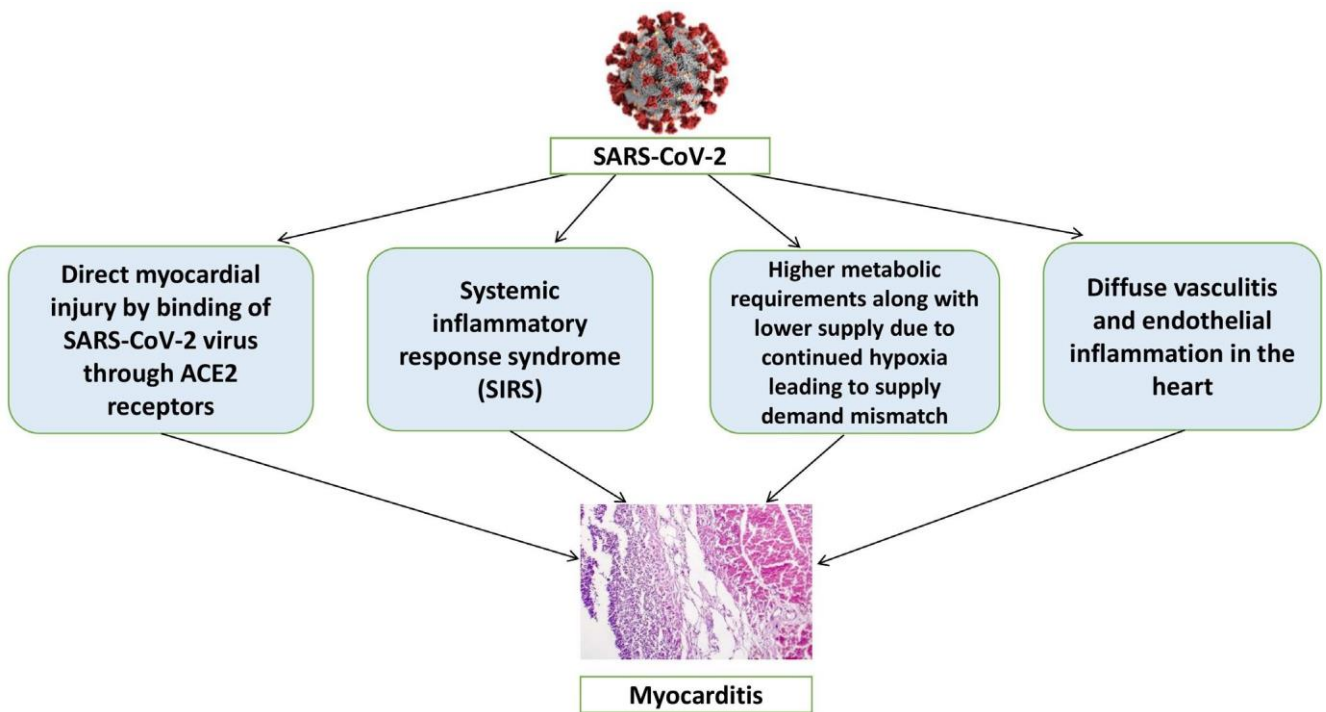 SARS-CoV-2
Direct myocardial
injury by binding of
SARS-CoV-2 virus
through ACE2
receptors
Systemic
inflammatory
response syndrome
(SIRS)
Higher metabolic
requirements along with
lower supply due to
continued hypoxia
leading to supply
demand mismatch
Diffuse vasculitis
and endothelial
inflammation in the
heart
Myocarditis